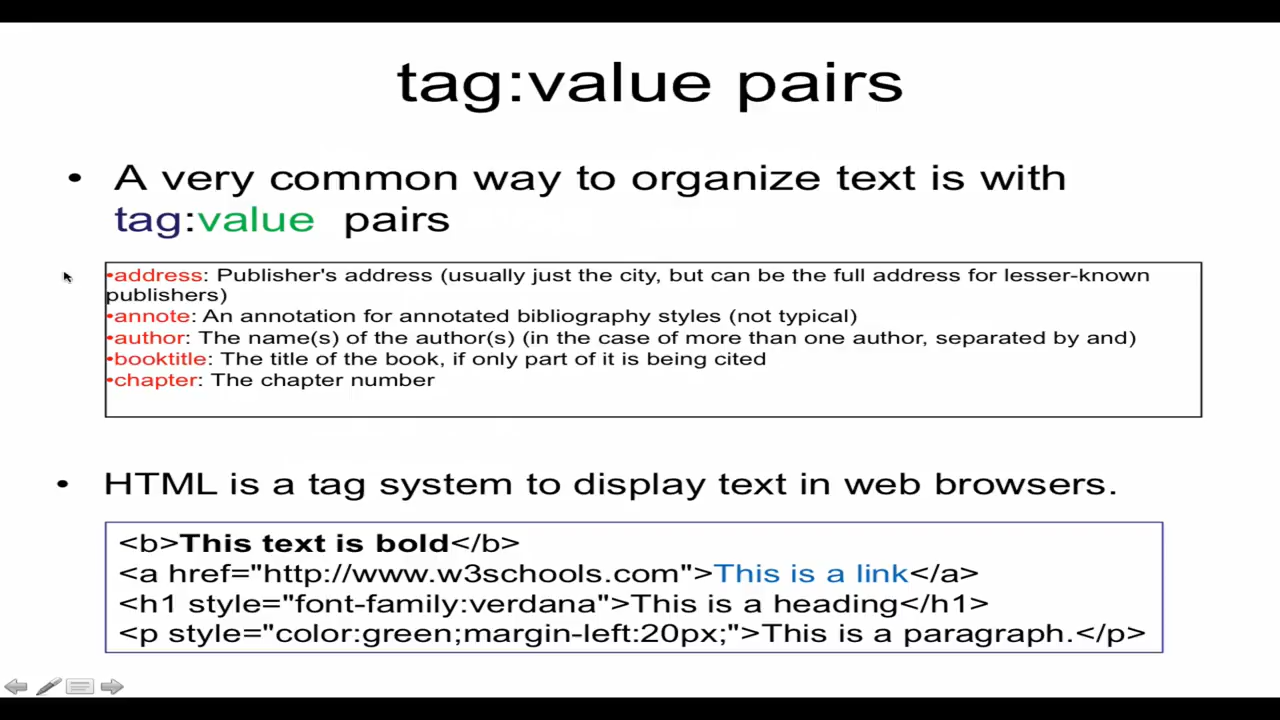 tag:value pairs
• A very common way to organize text is with
tag:value pairs
•address: Publisher's address (usually just the city, but can be the full address for lesser-known
publishers)
•annote: An annotation for annotated bibliography styles (not typical)
•author: The name(s) of the author(s) (in the case of more than one author, separated by and)
•booktitle: The title of the book, if only part of it is being cited
•chapter: The chapter number
• HTML is a tag system to display text in web browsers.
<b>This text is bold</b>
<a href="http://www.w3schools.com">This is a link</a>
<h1 style="font-family:verdana">This is a heading</h1>
<p style="color:green;margin-left:20px;">This is a paragraph.</p>